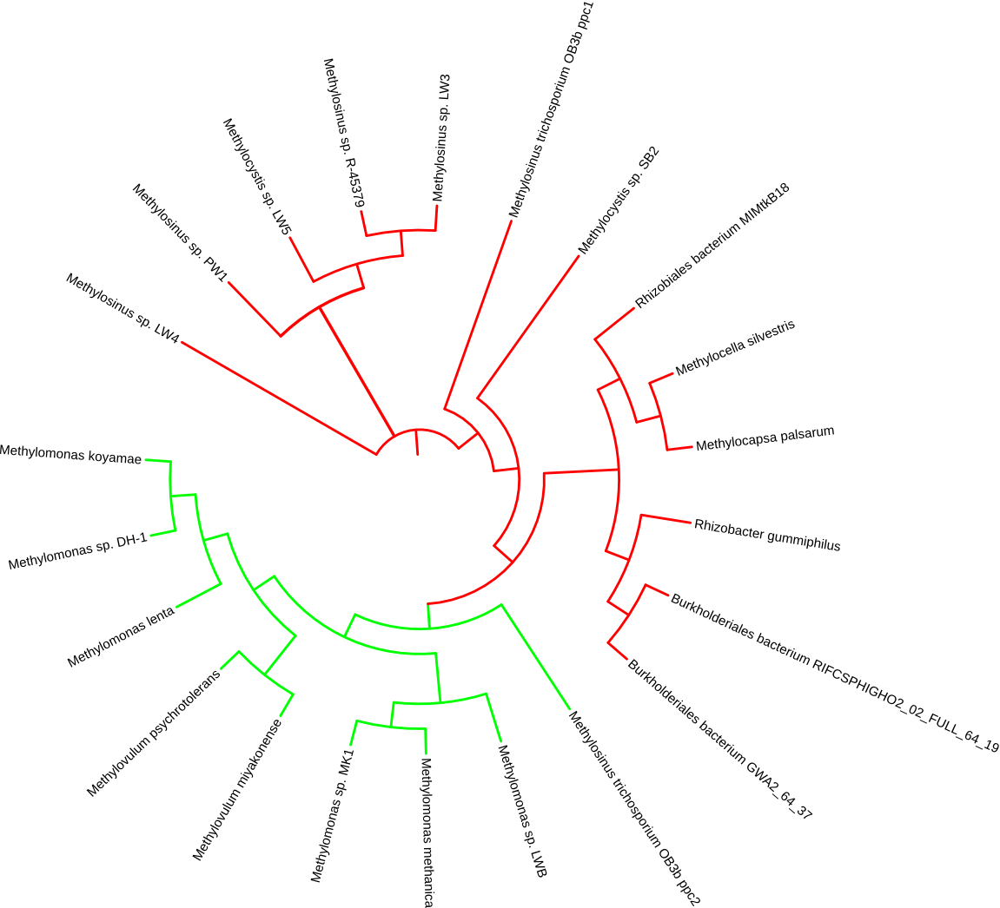 Methylosinus trichosporium OB3b ppc1
Methylosinus sp. R-45379
Methylosinus sp. LW3
Methylocystis sp. LW5
Methylocystis sp. SB2
Methylosinus sp. PW1
Rhizobiales bacterium MIMtkB18
Methylosinus sp. LW4
Methylocella silvestris
Methylocapsa palsarum
Methylomonas koyamae
Rhizobacter gummiphilus
Methylomonas sp. DH-1
Burkholderiales bacterium RIFCSPHIGHO2_02_FULL_64_19
Methylomonas lenta
Burkholderiales bacterium GWA2_64_37
Methylovulum psychrotolerans
Methylovulum miyakonense
Methylosinus trichosporium OB3b ppc2
Methylomonas sp. MK1
Methylomonas methanica
Methylomonas sp. LWB